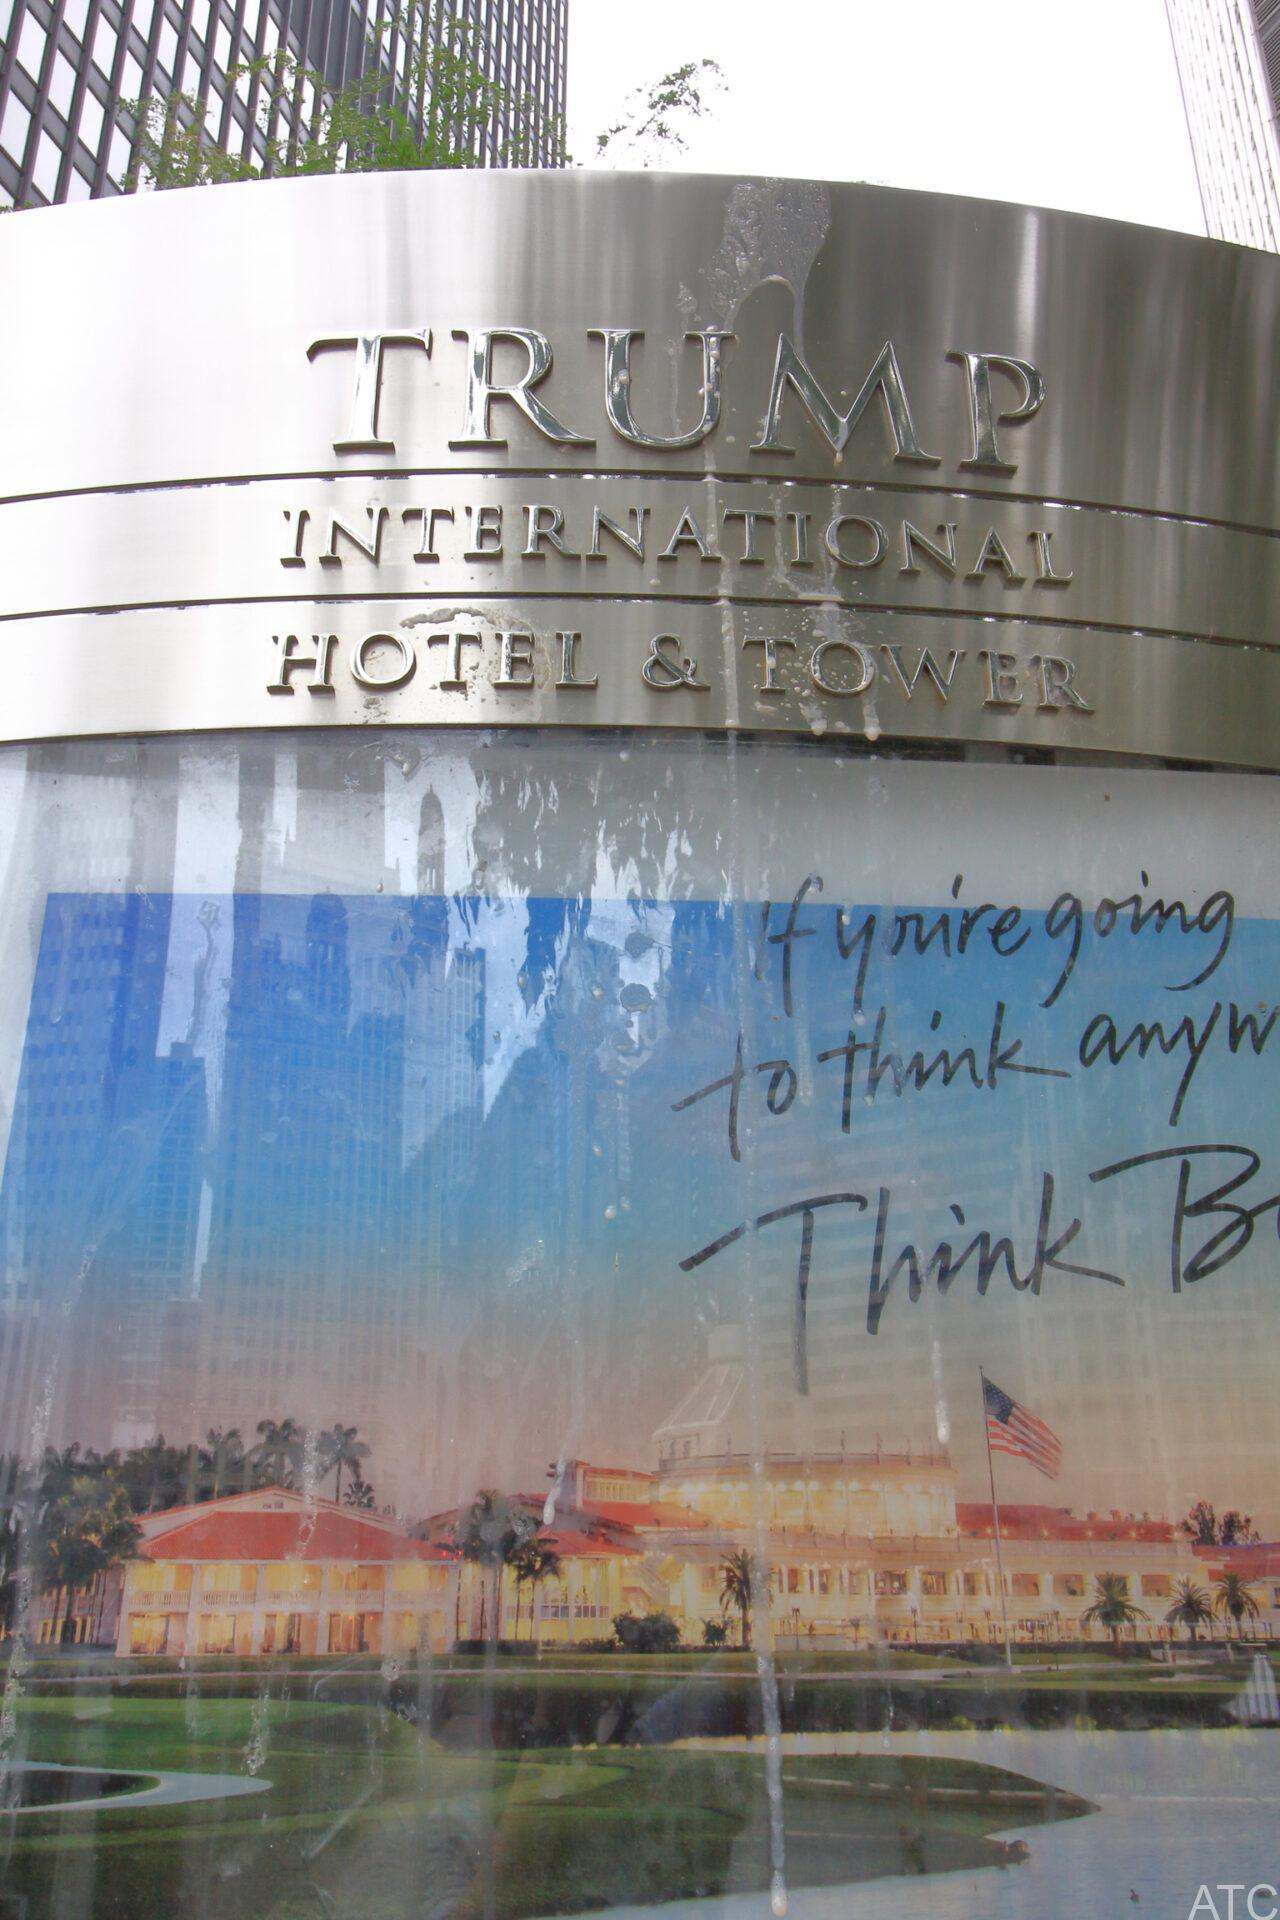 TRUMP
INTERNATIONAL
HOTEL & TOWER
If you're going
to think anyw
Think B
ATC